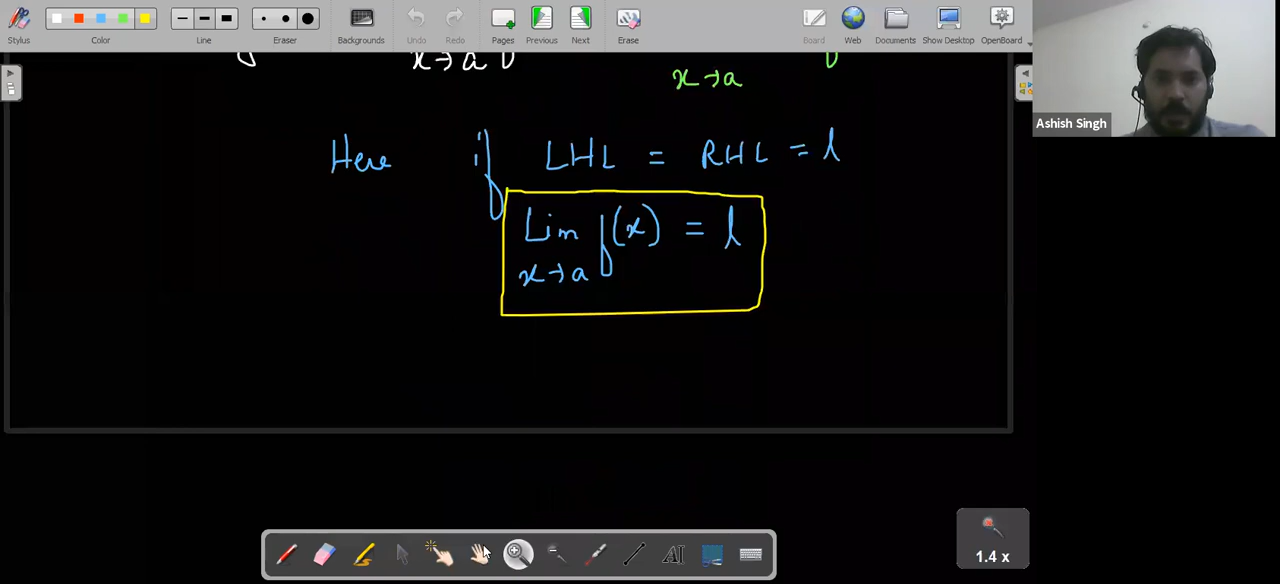 Stylus Color Line Eraser Backgrounds Undo Redo Pages Previous Next Erase Board Web Documents Show Desktop OpenBoard
x→a
x→a
Ashish Singh
Here if LHL = RHL = l
Lim f(x) = l
x→a
AI
1.4 x